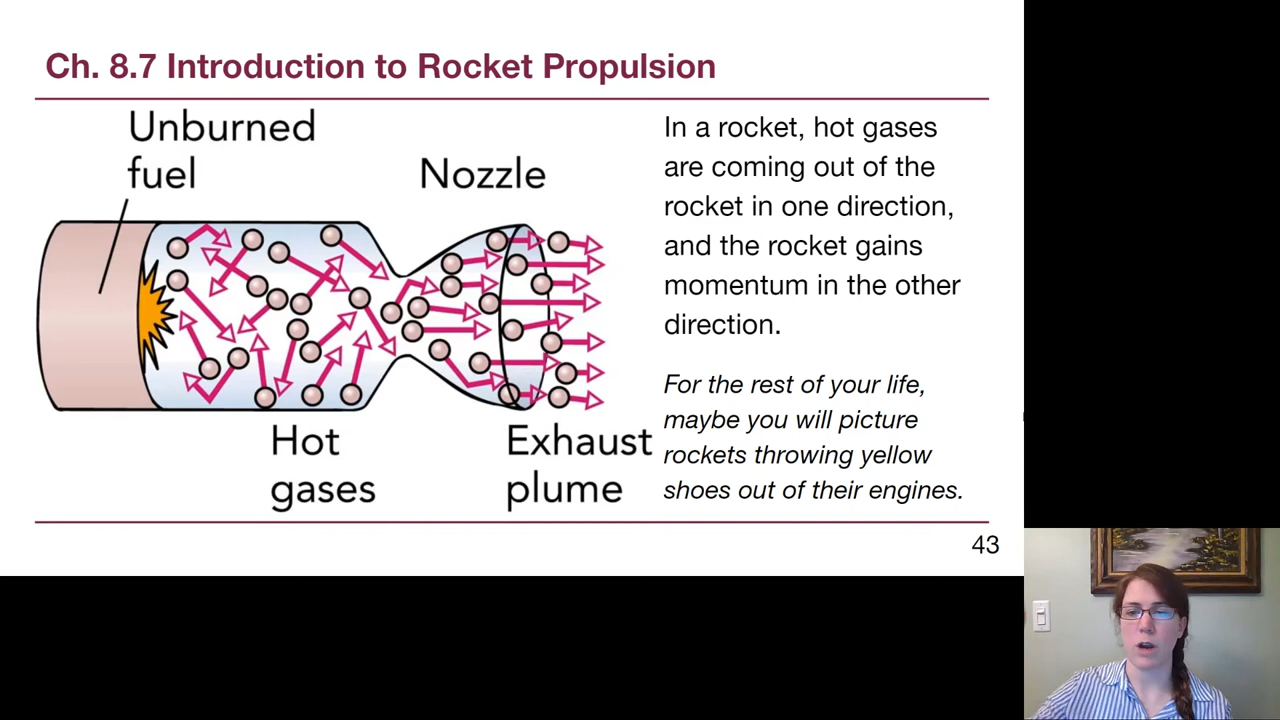 Ch. 8.7 Introduction to Rocket Propulsion
Unburned
fuel
Nozzle
Hot
gases
Exhaust
plume
In a rocket, hot gases
are coming out of the
rocket in one direction,
and the rocket gains
momentum in the other
direction.
For the rest of your life,
maybe you will picture
rockets throwing yellow
shoes out of their engines.
43